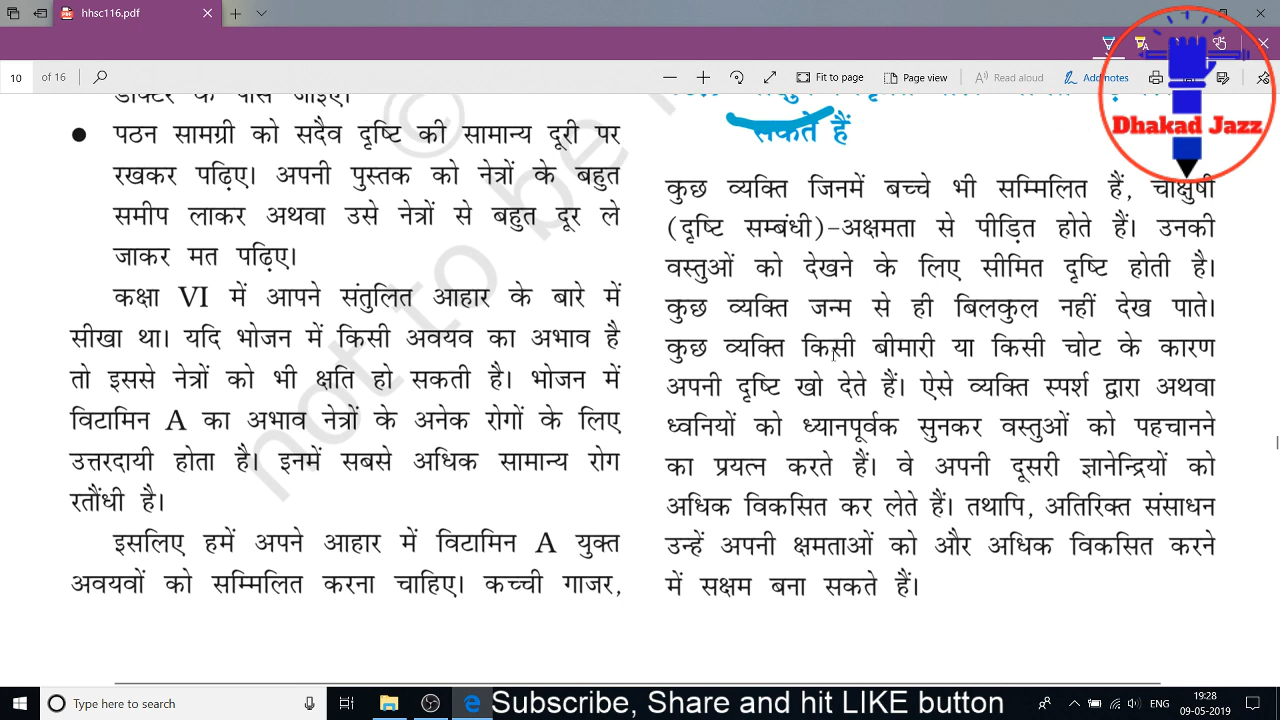 hhsc116.pdf
10 of 16
Fit to page
Page view
Read aloud
Add notes
Dhakad Jazz
डाक्टर के पास जाइए।
● पठन सामग्री को सदैव दृष्टि की सामान्य दूरी पर
रखकर पढ़िए। अपनी पुस्तक को नेत्रों के बहुत
समीप लाकर अथवा उसे नेत्रों से बहुत दूर ले
जाकर मत पढ़िए।
कक्षा VI में आपने संतुलित आहार के बारे में
सीखा था। यदि भोजन में किसी अवयव का अभाव है
तो इससे नेत्रों को भी क्षति हो सकती है। भोजन में
विटामिन A का अभाव नेत्रों के अनेक रोगों के लिए
उत्तरदायी होता है। इनमें सबसे अधिक सामान्य रोग
रतौंधी है।
इसलिए हमें अपने आहार में विटामिन A युक्त
अवयवों को सम्मिलित करना चाहिए। कच्ची गाजर,
सकते हैं
कुछ व्यक्ति जिनमें बच्चे भी सम्मिलित हैं, चाक्षुषी
(दृष्टि सम्बंधी)-अक्षमता से पीड़ित होते हैं। उनकी
वस्तुओं को देखने के लिए सीमित दृष्टि होती है।
कुछ व्यक्ति जन्म से ही बिलकुल नहीं देख पाते।
कुछ व्यक्ति किसी बीमारी या किसी चोट के कारण
अपनी दृष्टि खो देते हैं। ऐसे व्यक्ति स्पर्श द्वारा अथवा
ध्वनियों को ध्यानपूर्वक सुनकर वस्तुओं को पहचानने
का प्रयत्न करते हैं। वे अपनी दूसरी ज्ञानेन्द्रियों को
अधिक विकसित कर लेते हैं। तथापि, अतिरिक्त संसाधन
उन्हें अपनी क्षमताओं को और अधिक विकसित करने
में सक्षम बना सकते हैं।
© not to be
Type here to search
Subscribe, Share and hit LIKE button
ENG
19:28
09-05-2019